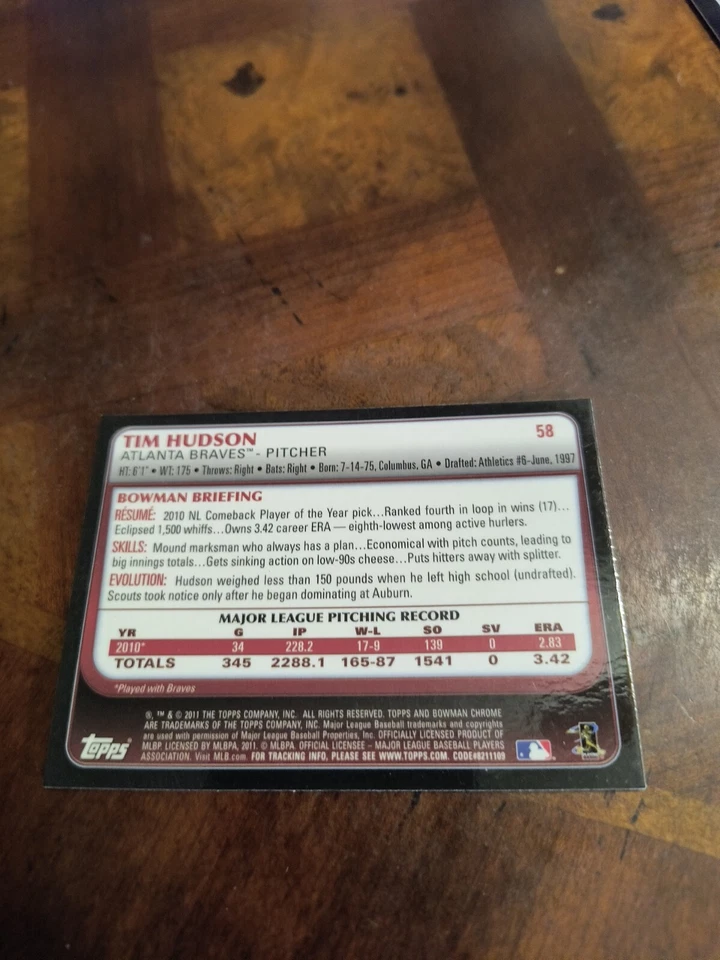 TIM HUDSON
58
ATLANTA BRAVES™ - PITCHER
HT: 6'1" • WT: 175 • Throws: Right • Bats: Right • Born: 7-14-75, Columbus, GA • Drafted: Athletics #6-June, 1997
BOWMAN BRIEFING
RÉSUMÉ: 2010 NL Comeback Player of the Year pick...Ranked fourth in loop in wins (17)...
Eclipsed 1,500 whiffs...Owns 3.42 career ERA — eighth-lowest among active hurlers.
SKILLS: Mound marksman who always has a plan...Economical with pitch counts, leading to
big innings totals...Gets sinking action on low-90s cheese...Puts hitters away with splitter.
EVOLUTION: Hudson weighed less than 150 pounds when he left high school (undrafted).
Scouts took notice only after he began dominating at Auburn.
MAJOR LEAGUE PITCHING RECORD
YR G IP W-L SO SV ERA
2010* 34 228.2 17-9 139 0 2.83
TOTALS 345 2288.1 165-87 1541 0 3.42
*Played with Braves
®, ™ & © 2011 THE TOPPS COMPANY, INC. ALL RIGHTS RESERVED. TOPPS AND BOWMAN CHROME
ARE TRADEMARKS OF THE TOPPS COMPANY, INC. Major League Baseball trademarks and copyrights
are used with permission of Major League Baseball Properties, Inc. OFFICIALLY LICENSED PRODUCT OF
MLBP LICENSED BY MLBPA, 2011. © MLBPA OFFICIAL LICENSEE – MAJOR LEAGUE BASEBALL PLAYERS
ASSOCIATION. Visit MLB.com. FOR TRACKING INFO, PLEASE SEE WWW.TOPPS.COM. CODE#8211109
topps